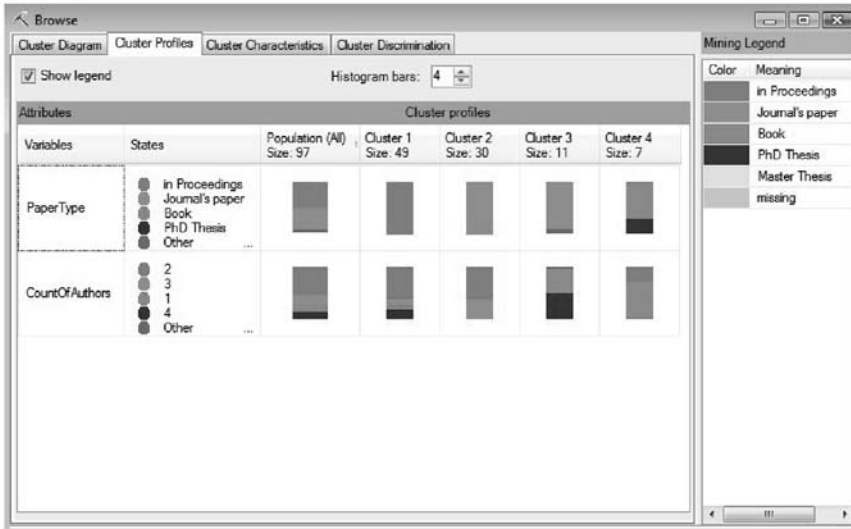 Browse
Cluster Diagram Cluster Profiles Cluster Characteristics Cluster Discrimination
Show legend
Histogram bars: 4
Attributes Cluster profiles
Variables States Population (All) Size: 97 Cluster 1 Size: 49 Cluster 2 Size: 30 Cluster 3 Size: 11 Cluster 4 Size: 7
PaperType
in Proceedings
Journal's paper
Book
PhD Thesis
Other ...
CountOfAuthors
2
3
1
4
Other ...
Mining Legend
Color Meaning
in Proceedings
Journal's paper
Book
PhD Thesis
Master Thesis
missing